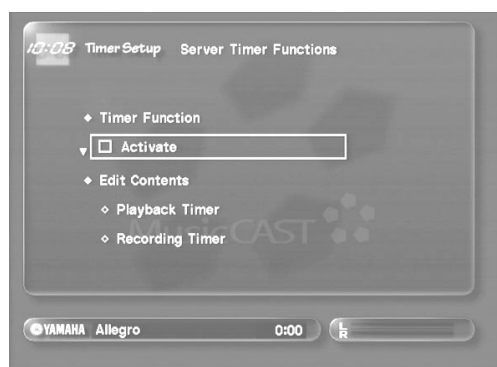 10:08 Timer Setup Server Timer Functions
Timer Function
Activate
Edit Contents
Playback Timer
Recording Timer
MusicCAST
YAMAHA Allegro 0:00 L
R